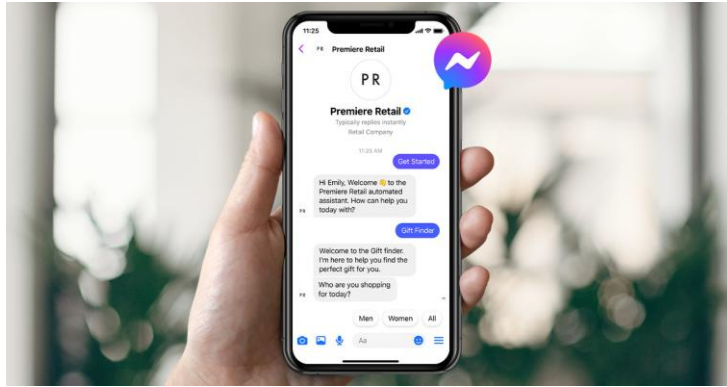 11:25
PR Premiere Retail
PR
Premiere Retail
Typically replies instantly
Retail Company
11:25 AM
Get Started
Hi Emily, Welcome 👋 to the
Premiere Retail automated
assistant. How can help you
today with?
PR
Gift Finder
Welcome to the Gift finder.
I'm here to help you find the
perfect gift for you.
Who are you shopping
for today?
PR
Men Women All
Aa